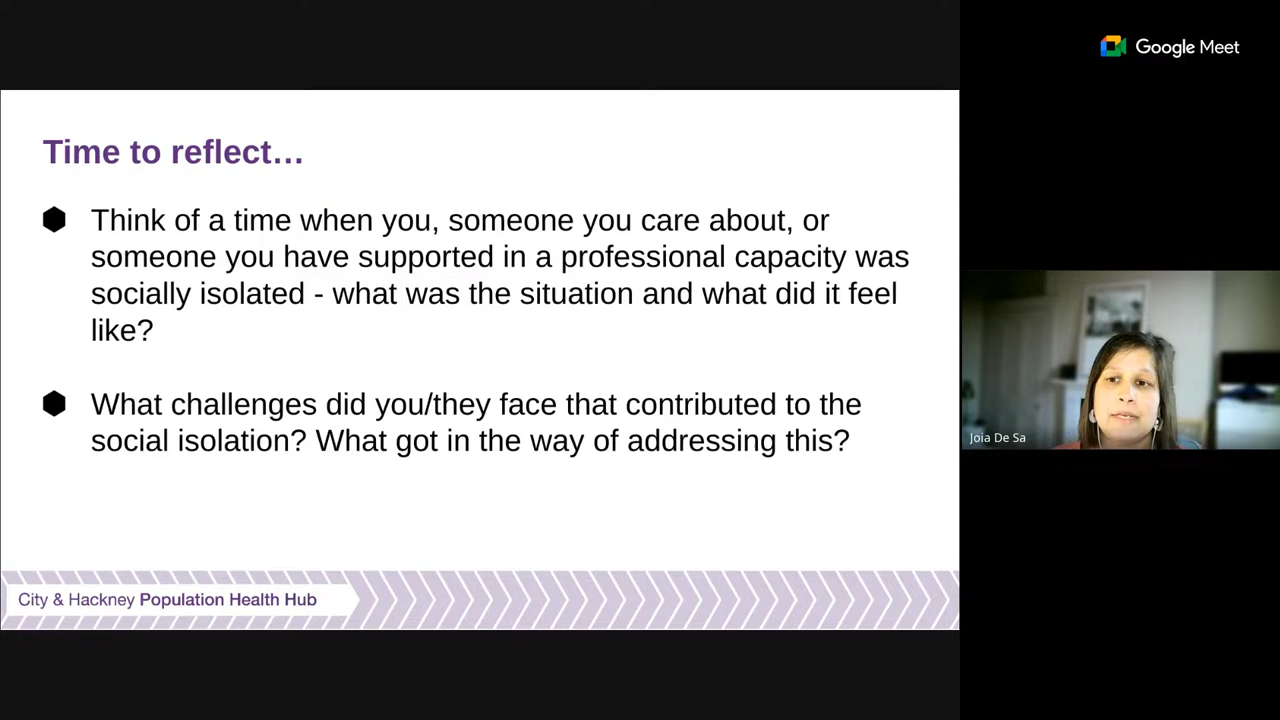 Google Meet
Time to reflect…
Think of a time when you, someone you care about, or
someone you have supported in a professional capacity was
socially isolated - what was the situation and what did it feel
like?
What challenges did you/they face that contributed to the
social isolation? What got in the way of addressing this?
Joia De Sa
City & Hackney Population Health Hub